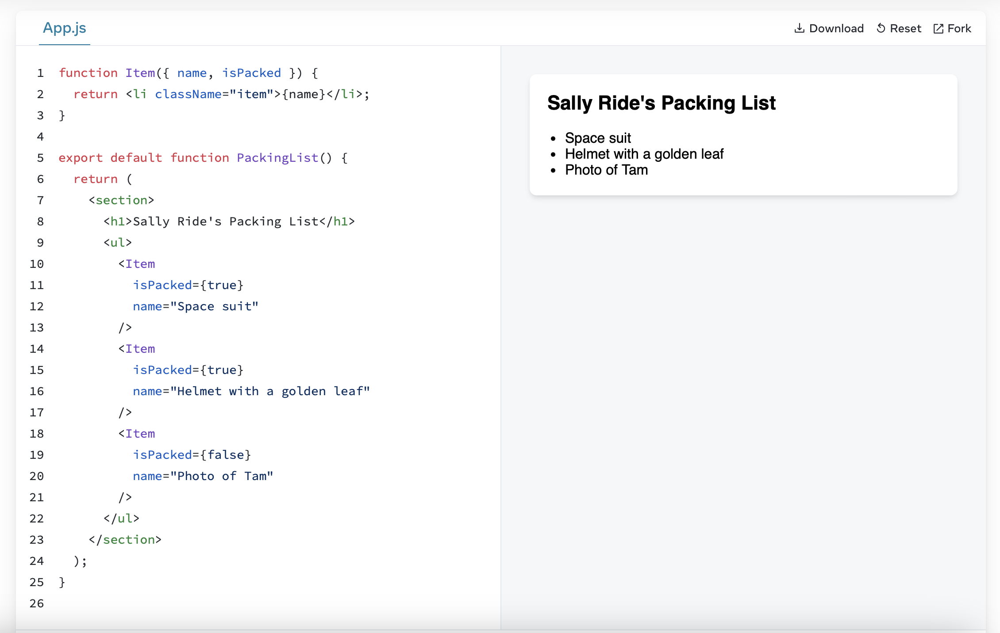 App.js
Download Reset Fork
1 function Item({ name, isPacked }) {
2   return <li className="item">{name}</li>;
3 }
4
5 export default function PackingList() {
6   return (
7     <section>
8       <h1>Sally Ride's Packing List</h1>
9       <ul>
10         <Item
11           isPacked={true}
12           name="Space suit"
13         />
14         <Item
15           isPacked={true}
16           name="Helmet with a golden leaf"
17         />
18         <Item
19           isPacked={false}
20           name="Photo of Tam"
21         />
22       </ul>
23     </section>
24   );
25 }
26
Sally Ride's Packing List
• Space suit
• Helmet with a golden leaf
• Photo of Tam